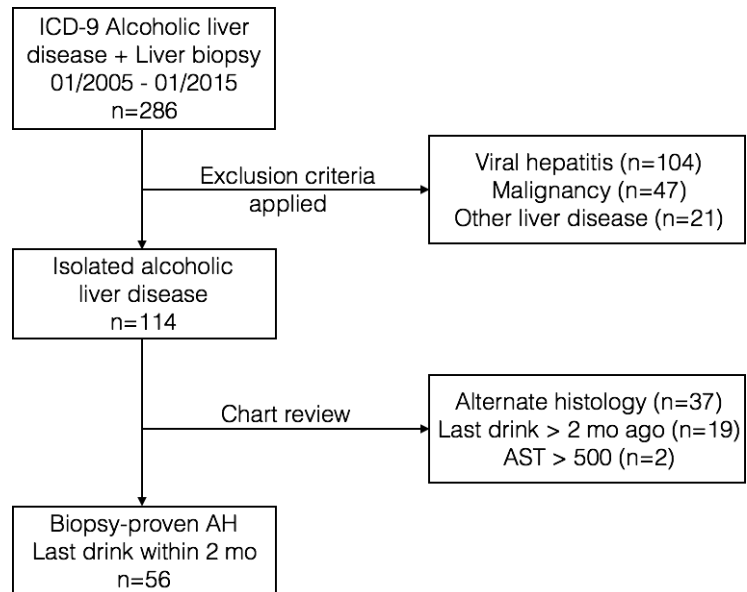 ICD-9 Alcoholic liver
disease + Liver biopsy
01/2005 - 01/2015
n=286
Exclusion criteria
applied
Viral hepatitis (n=104)
Malignancy (n=47)
Other liver disease (n=21)
Isolated alcoholic
liver disease
n=114
Chart review
Alternate histology (n=37)
Last drink > 2 mo ago (n=19)
AST > 500 (n=2)
Biopsy-proven AH
Last drink within 2 mo
n=56